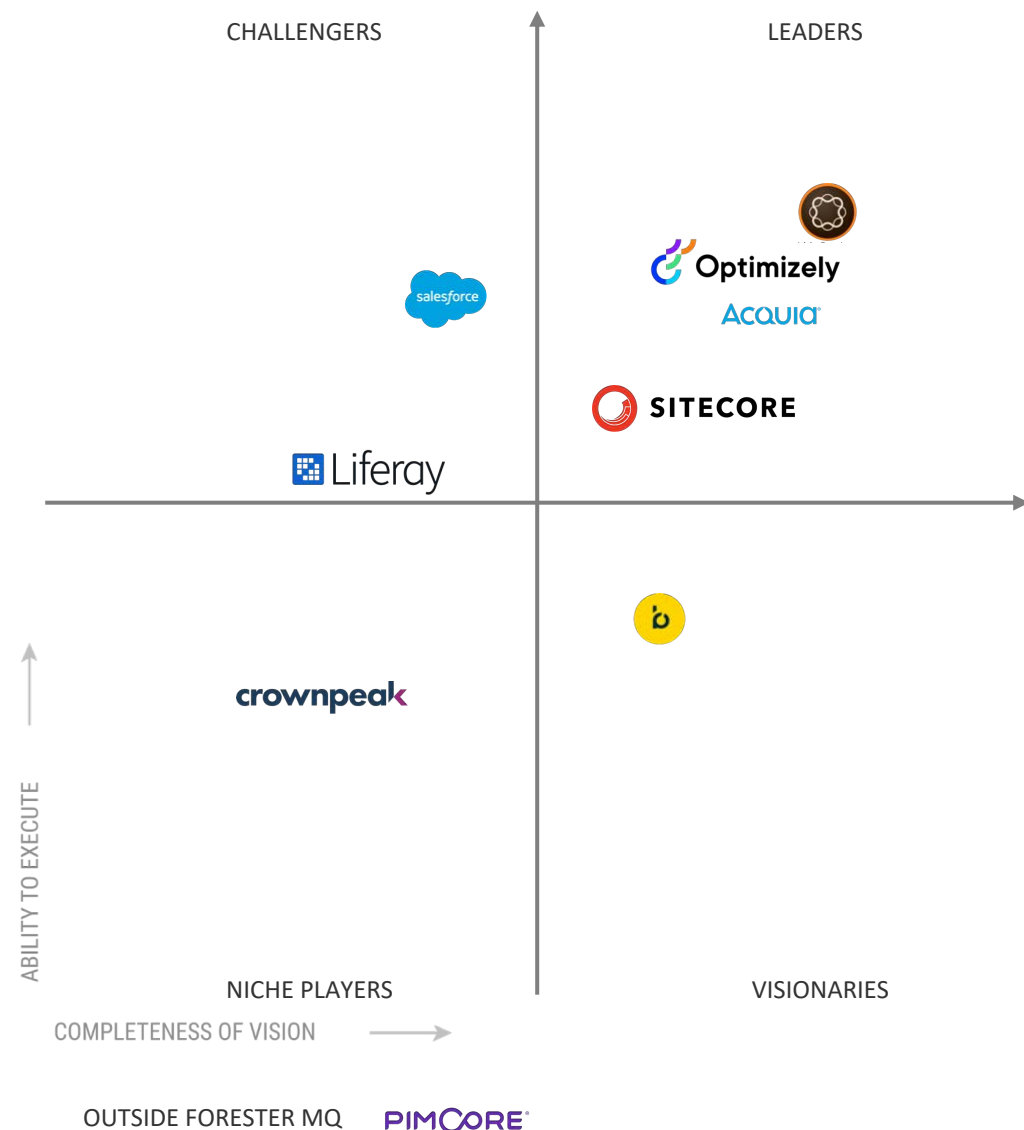 CHALLENGERS
LEADERS
Optimizely
salesforce
Acquia
SITECORE
Liferay
b
crownpeak
ABILITY TO EXECUTE
NICHE PLAYERS
VISIONARIES
COMPLETENESS OF VISION
OUTSIDE FORESTER MQ PIMCORE